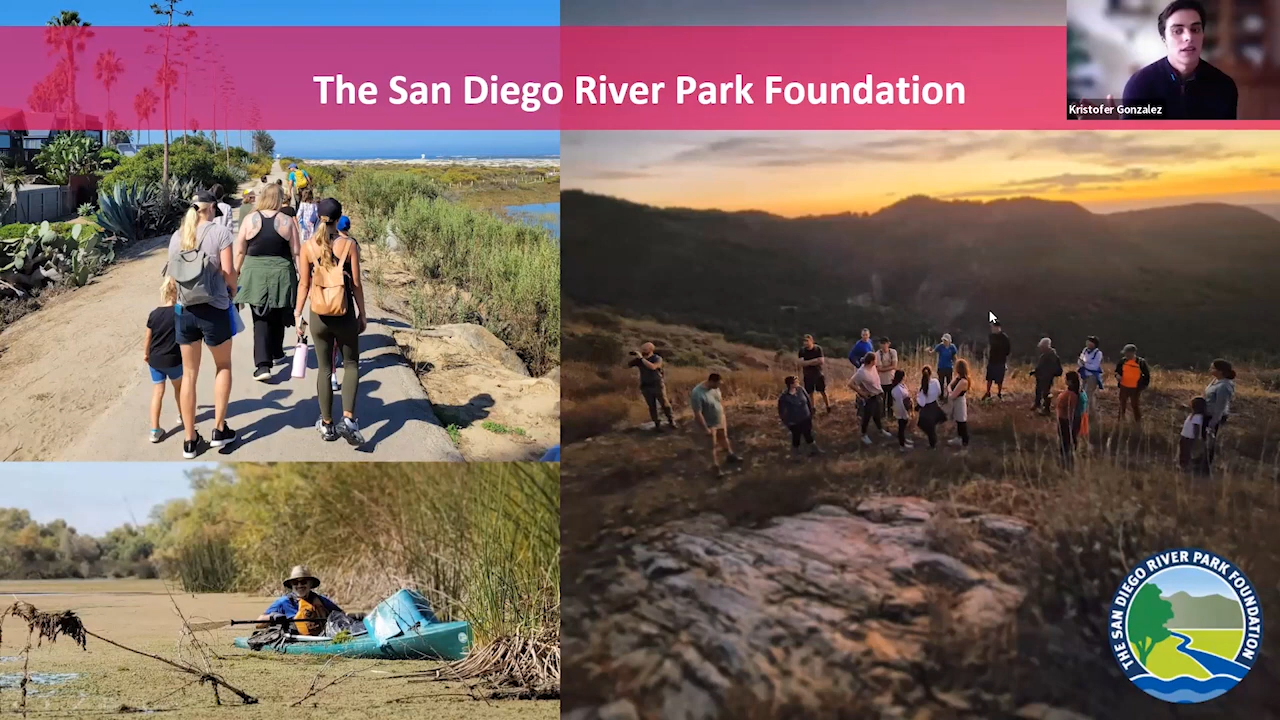 The San Diego River Park Foundation
Kristofer Gonzalez
THE SAN DIEGO RIVER PARK FOUNDATION